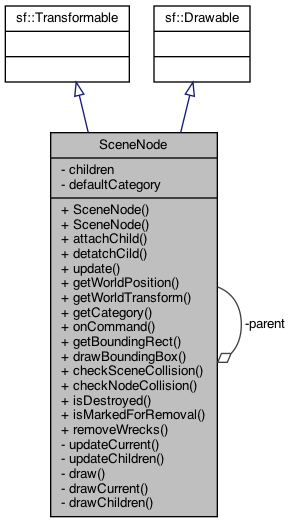 sf::Transformable
sf::Drawable
SceneNode
- children
- defaultCategory
+ SceneNode()
+ SceneNode()
+ attachChild()
+ detatchCild()
+ update()
+ getWorldPosition()
+ getWorldTransform()
+ getCategory()
+ onCommand()
+ getBoundingRect()
+ drawBoundingBox()
+ checkSceneCollision()
+ checkNodeCollision()
+ isDestroyed()
+ isMarkedForRemoval()
+ removeWrecks()
- updateCurrent()
- updateChildren()
- draw()
- drawCurrent()
- drawChildren()
-parent